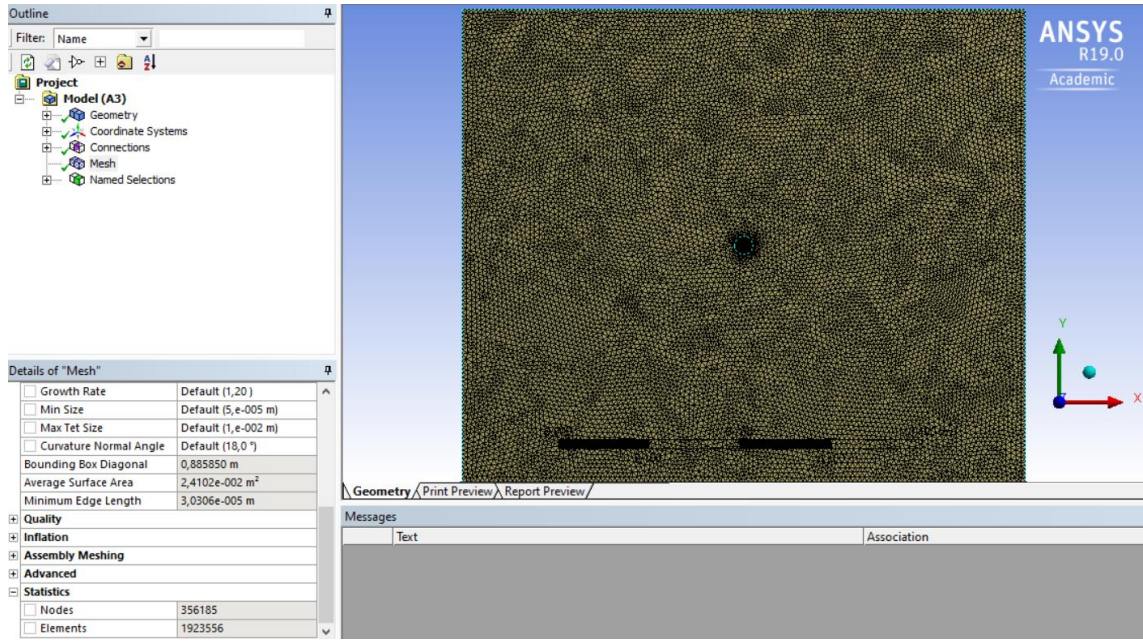 Outline
Filter: Name
Project
Model (A3)
Geometry
Coordinate Systems
Connections
Mesh
Named Selections
Details of "Mesh"
Growth Rate Default (1,20 )
Min Size Default (5,e-005 m)
Max Tet Size Default (1,e-002 m)
Curvature Normal Angle Default (18,0 °)
Bounding Box Diagonal 0,885850 m
Average Surface Area 2,4102e-002 m²
Minimum Edge Length 3,0306e-005 m
Quality
Inflation
Assembly Meshing
Advanced
Statistics
Nodes 356185
Elements 1923556
ANSYS
R19.0
Academic
Y
X
Geometry Print Preview Report Preview
Messages
Text Association